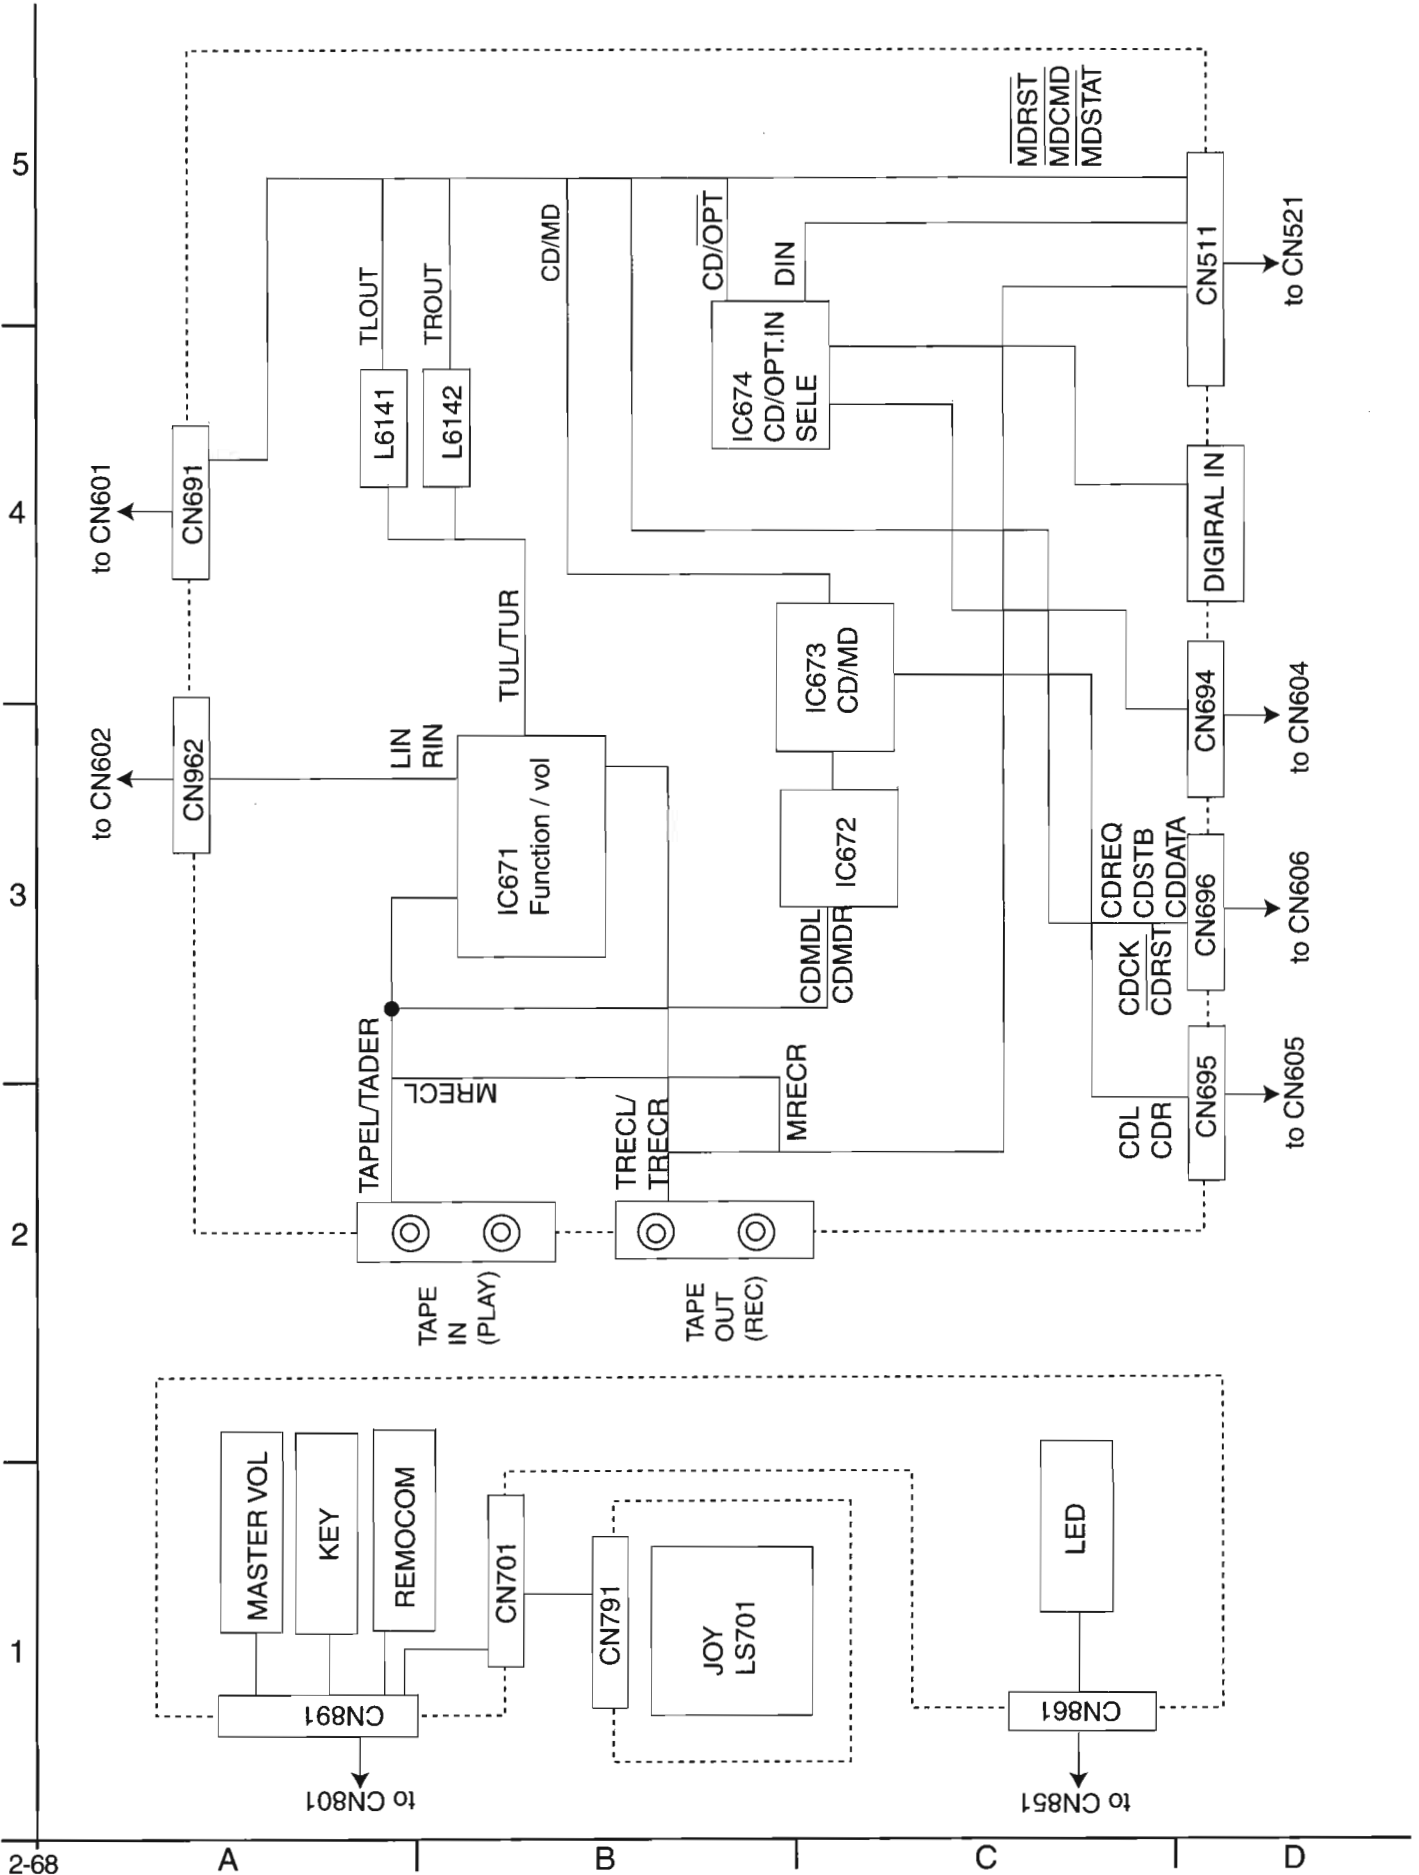 5
4
3
2
1
2-68
A
B
C
D
to CN601
CN691
to CN602
CN962
TLOUT
TROUT
L6141
L6142
CD/MD
CD/OPT
DIN
MDRST
MDCMD
MDSTAT
CN511
to CN521
IC674
CD/OPT.IN
SELE
DIGIRAL IN
TUL/TUR
LIN
RIN
IC671
Function / vol
IC673
CD/MD
IC672
CDMDL
CDMDR
CN694
to CN604
CDREQ
CDSTB
CDDATA
CDCK
CDRST
CN696
to CN606
CDL
CDR
CN695
to CN605
TAPEL/TADER
MRECL
TRECL/
TRECR
MRECR
TAPE
IN
(PLAY)
TAPE
OUT
(REC)
MASTER VOL
KEY
REMOCOM
CN701
CN791
JOY
LS701
LED
CN891
to CN801
CN861
to CN851